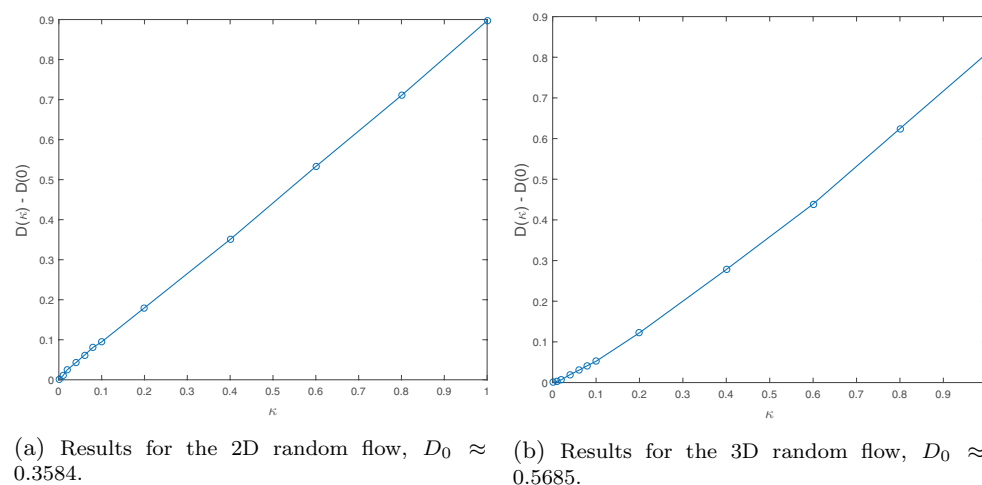 0.9
0.8
0.7
0.6
0.5
0.4
0.3
0.2
0.1
0
D(κ) - D(0)
0 0.1 0.2 0.3 0.4 0.5 0.6 0.7 0.8 0.9 1
κ
(a) Results for the 2D random flow, D₀ ≈
0.3584.
0.9
0.8
0.7
0.6
0.5
0.4
0.3
0.2
0.1
0
D(κ) - D(0)
0 0.1 0.2 0.3 0.4 0.5 0.6 0.7 0.8 0.9
κ
(b) Results for the 3D random flow, D₀ ≈
0.5685.